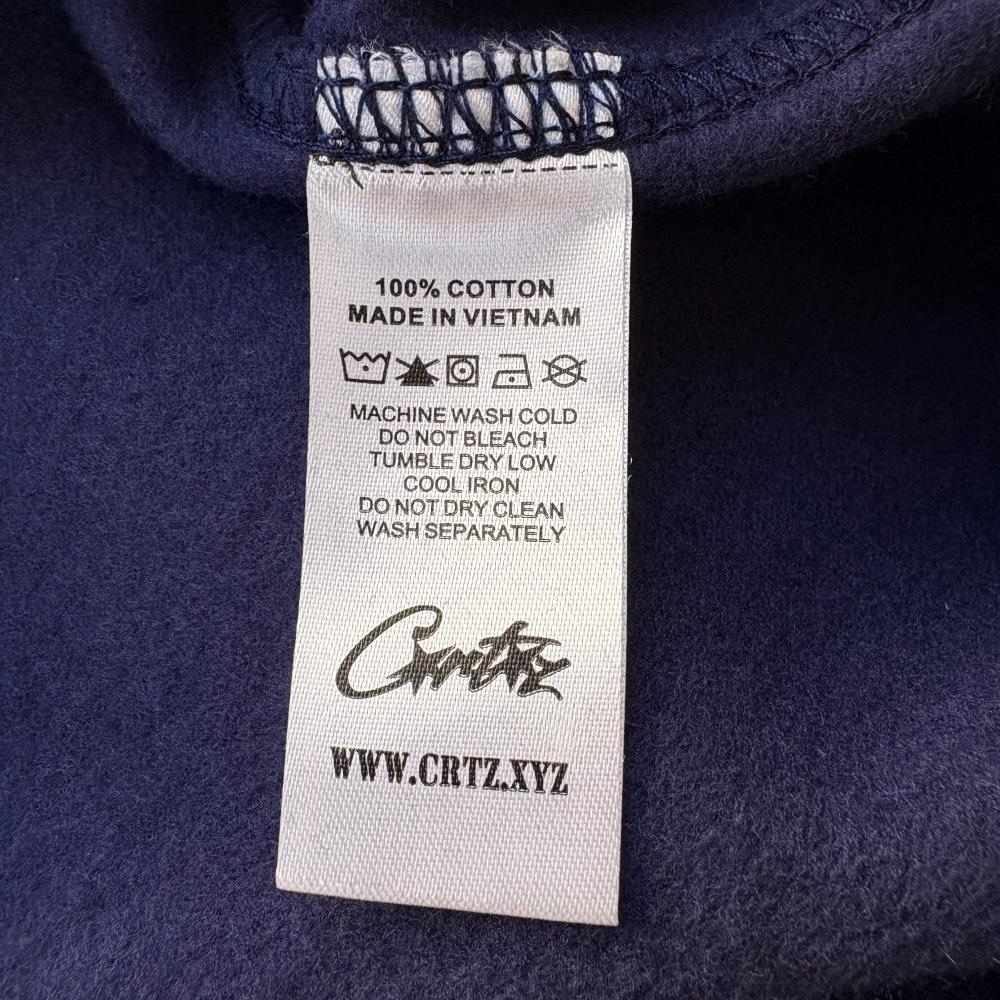 100% COTTON
MADE IN VIETNAM
MACHINE WASH COLD
DO NOT BLEACH
TUMBLE DRY LOW
COOL IRON
DO NOT DRY CLEAN
WASH SEPARATELY
Crtz
WWW.CRTZ.XYZ